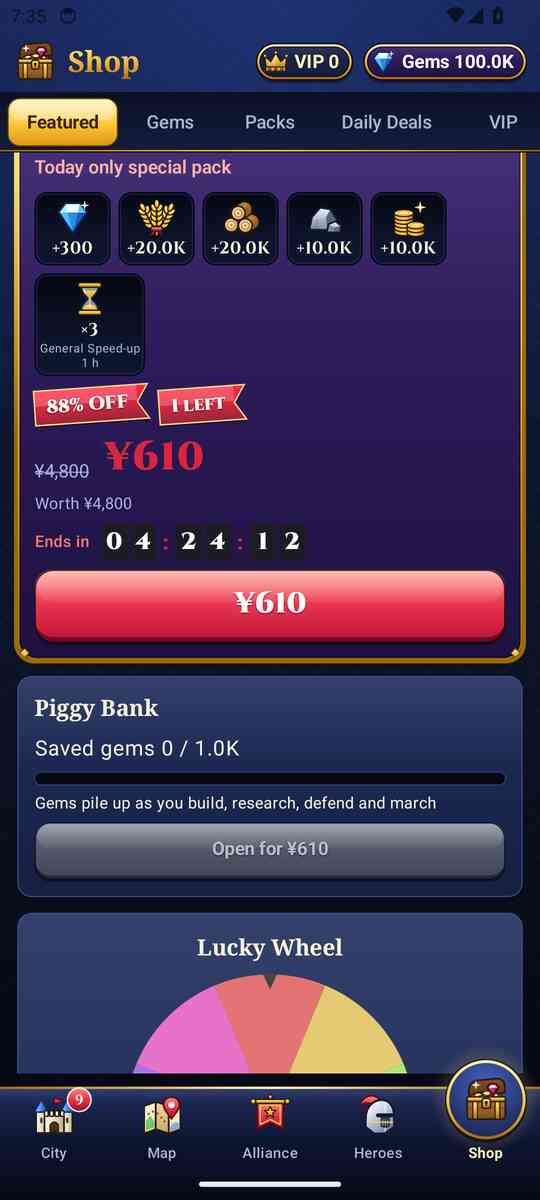 7:35
Shop
VIP 0
Gems 100.0K
Featured
Gems
Packs
Daily Deals
VIP
Today only special pack
+300
+20.0K
+20.0K
+10.0K
+10.0K
×3
General Speed-up
1 h
88% OFF
1 LEFT
¥4,800
¥610
Worth ¥4,800
Ends in 04:24:12
¥610
Piggy Bank
Saved gems 0 / 1.0K
Gems pile up as you build, research, defend and march
Open for ¥610
Lucky Wheel
9
City
Map
Alliance
Heroes
Shop